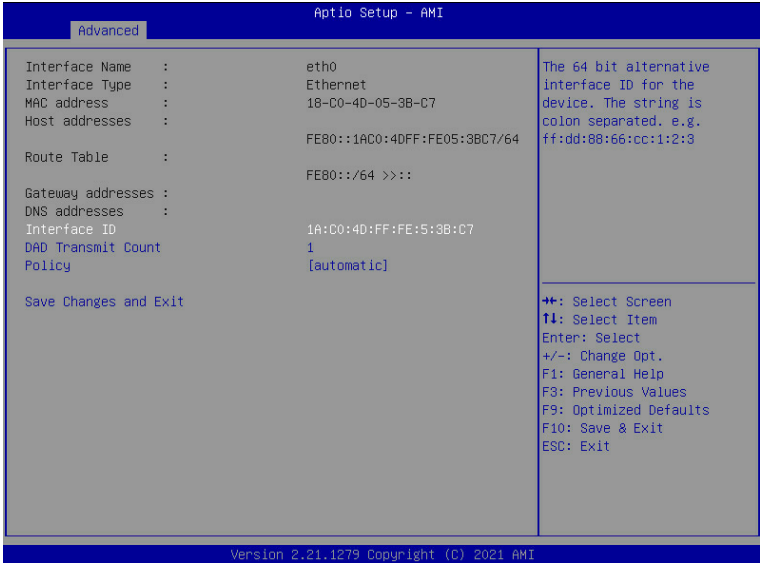 Aptio Setup - AMI
Advanced
Interface Name : eth0
Interface Type : Ethernet
MAC address : 18-C0-4D-05-3B-C7
Host addresses :
FE80::1AC0:4DFF:FE05:3BC7/64
Route Table :
FE80::/64 >>::
Gateway addresses :
DNS addresses :
Interface ID 1A:C0:4D:FF:FE:5:3B:C7
DAD Transmit Count 1
Policy [automatic]
Save Changes and Exit
The 64 bit alternative
interface ID for the
device. The string is
colon separated. e.g.
ff:dd:88:66:cc:1:2:3
→←: Select Screen
↑↓: Select Item
Enter: Select
+/-: Change Opt.
F1: General Help
F3: Previous Values
F9: Optimized Defaults
F10: Save & Exit
ESC: Exit
Version 2.21.1279 Copyright (C) 2021 AMI